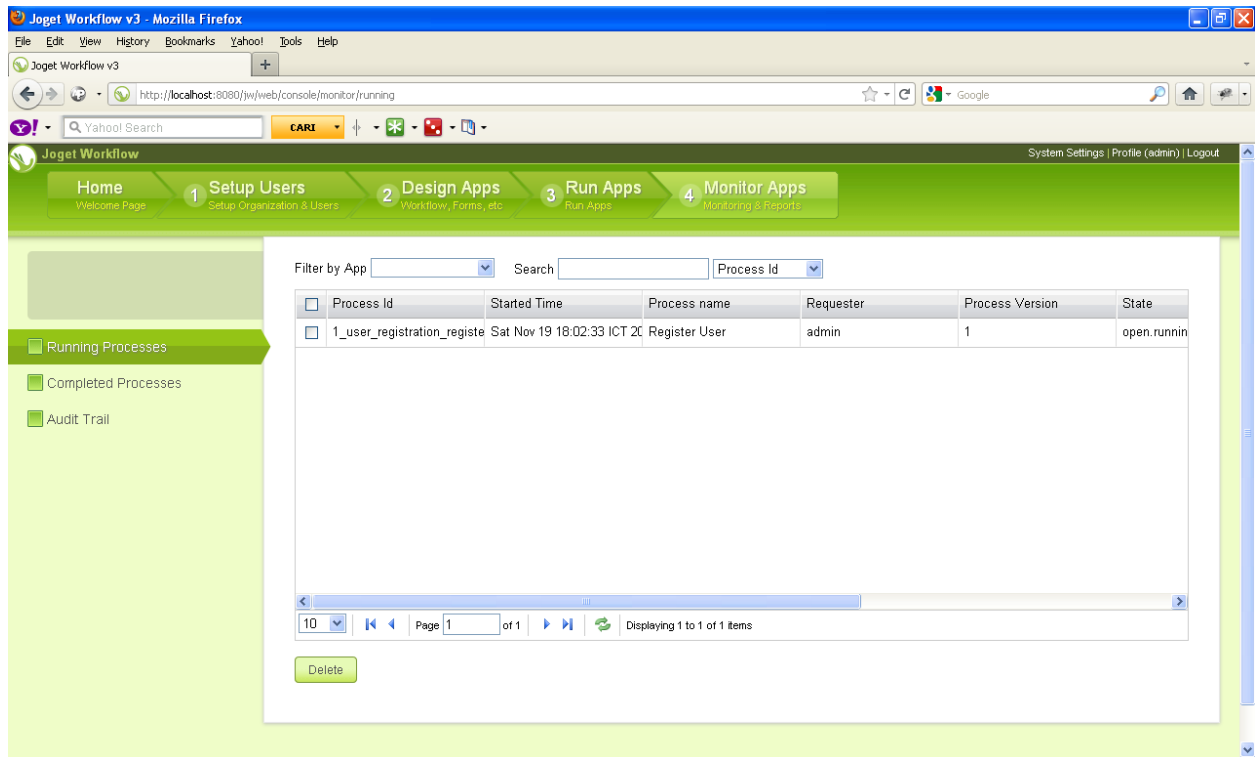 Joget Workflow v3 - Mozilla Firefox
File Edit View History Bookmarks Yahoo! Tools Help
Joget Workflow v3 +
http://localhost:8080/jw/web/console/monitor/running Google
Y! Yahoo! Search CARI
Joget Workflow System Settings | Profile (admin) | Logout
Home 1 Setup Users 2 Design Apps 3 Run Apps 4 Monitor Apps
Welcome Page Setup Organization & Users Workflow, Forms, etc Run Apps Monitoring & Reports
Filter by App Search Process Id
Process Id Started Time Process name Requester Process Version State
1_user_registration_registe Sat Nov 19 18:02:33 ICT 20 Register User admin 1 open.runnin
Running Processes
Completed Processes
Audit Trail
10 Page 1 of 1 Displaying 1 to 1 of 1 items
Delete